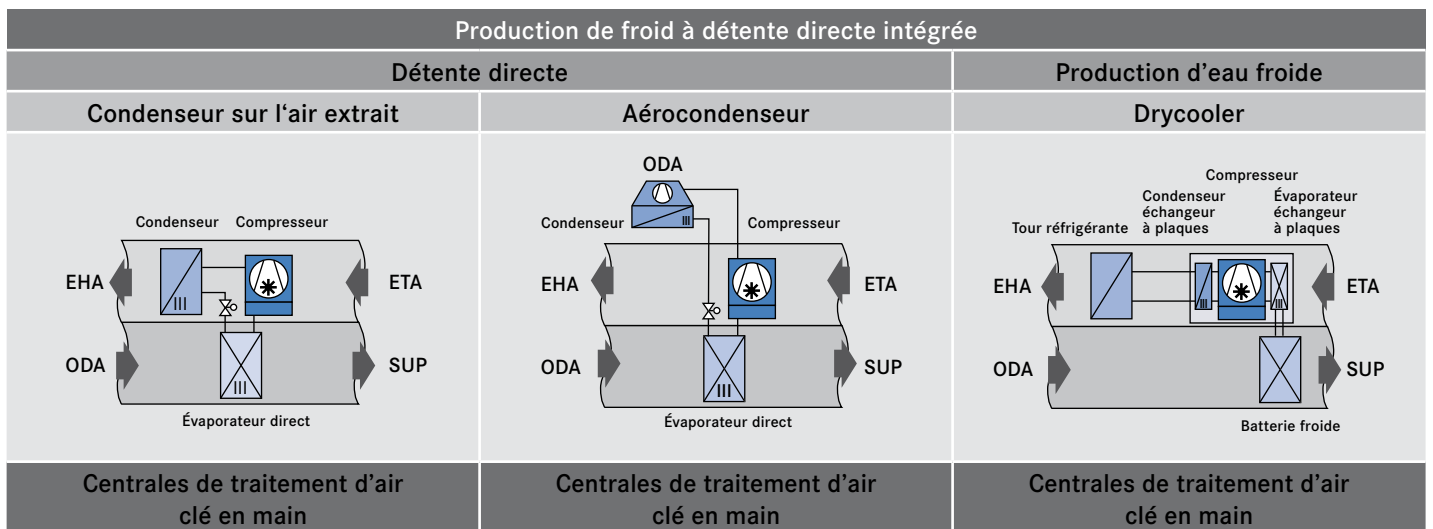 Production de froid à détente directe intégrée
Détente directe
Production d’eau froide
Condenseur sur l‘air extrait
Aérocondenseur
Drycooler
Condenseur
Compresseur
EHA
ETA
ODA
SUP
Évaporateur direct
ODA
Condenseur
Compresseur
EHA
ETA
ODA
SUP
Évaporateur direct
Compresseur
Tour réfrigérante
Condenseur
échangeur
à plaques
Évaporateur
échangeur
à plaques
EHA
ETA
ODA
SUP
Batterie froide
Centrales de traitement d’air
clé en main
Centrales de traitement d’air
clé en main
Centrales de traitement d’air
clé en main